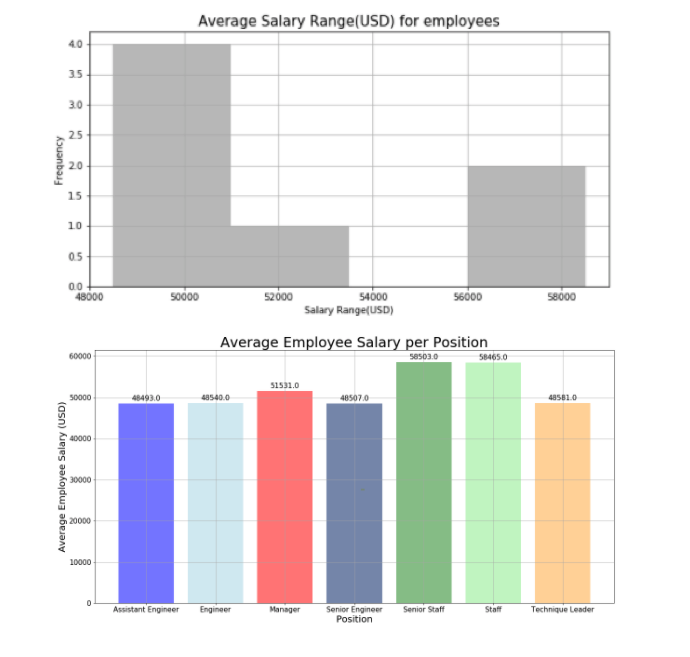 Average Salary Range(USD) for employees
4.0
3.5
3.0
2.5
2.0
1.5
1.0
0.5
0.0
Frequency
48000 50000 52000 54000 56000 58000
Salary Range(USD)
Average Employee Salary per Position
60000
50000
40000
30000
20000
10000
0
Average Employee Salary (USD)
48493.0 48540.0 51531.0 48507.0 58503.0 58465.0 48581.0
Assistant Engineer Engineer Manager Senior Engineer Senior Staff Staff Technique Leader
Position